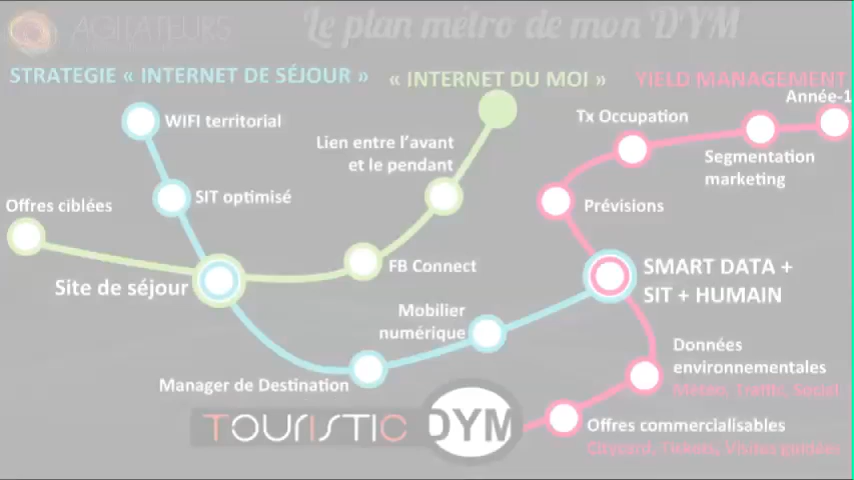 AGITATEURS
Le plan métro de mon DYM
STRATEGIE « INTERNET DE SÉJOUR »
« INTERNET DU MOI »
YIELD MANAGEMENT
Année-1
WIFI territorial
Tx Occupation
Lien entre l'avant
et le pendant
Segmentation
marketing
SIT optimisé
Offres ciblées
Prévisions
FB Connect
SMART DATA +
SIT + HUMAIN
Site de séjour
Mobilier
numérique
Données
environnementales
Météo, Traffic, Social
Manager de Destination
TOURISTIC DYM
Offres commercialisables
Citycard, Tickets, Visites guidées